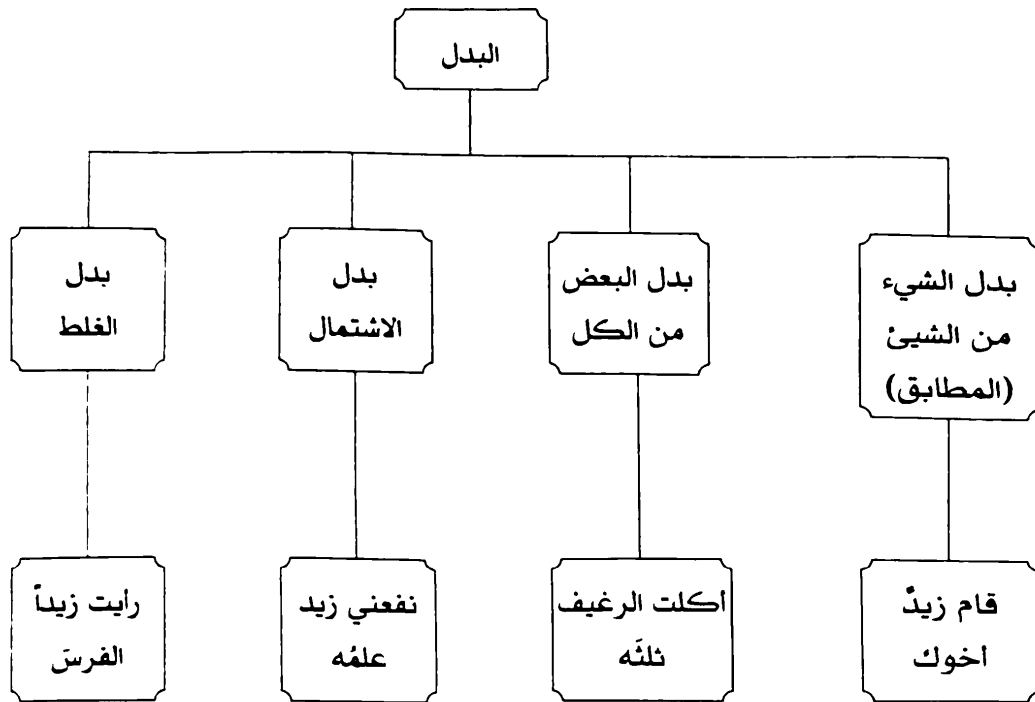 البدل
بدل الشيء
من الشيئ
(المطابق)
بدل البعض
من الكل
بدل
الاشتمال
بدل
الغلط
قام زيدٌ
أخوك
أكلت الرغيف
ثلثَه
نفعني زيد
علمُه
رأيت زيداً
الفرسَ